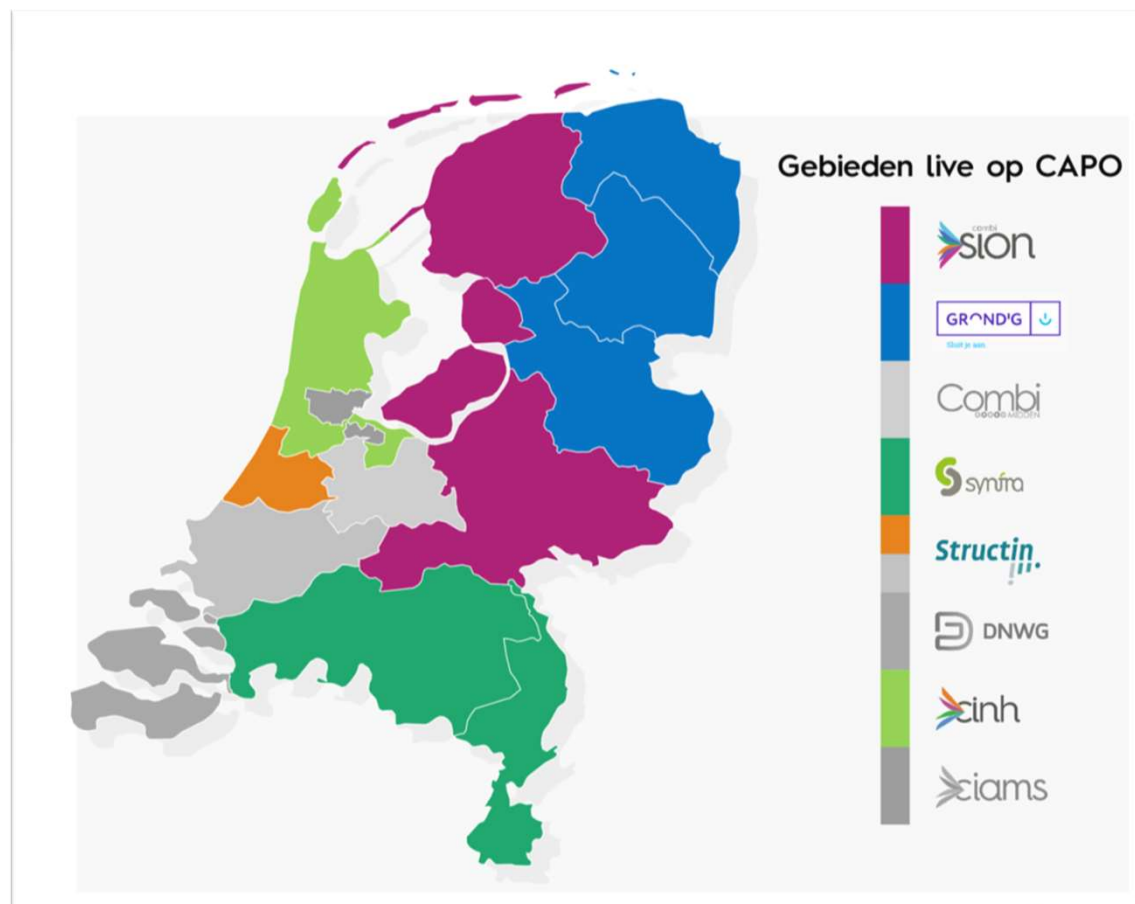 Gebieden live op CAPO
combi
sion
GROND'G
Sluit je aan.
Combi
MIDDEN
synfra
Structin
DNWG
cinh
ciams